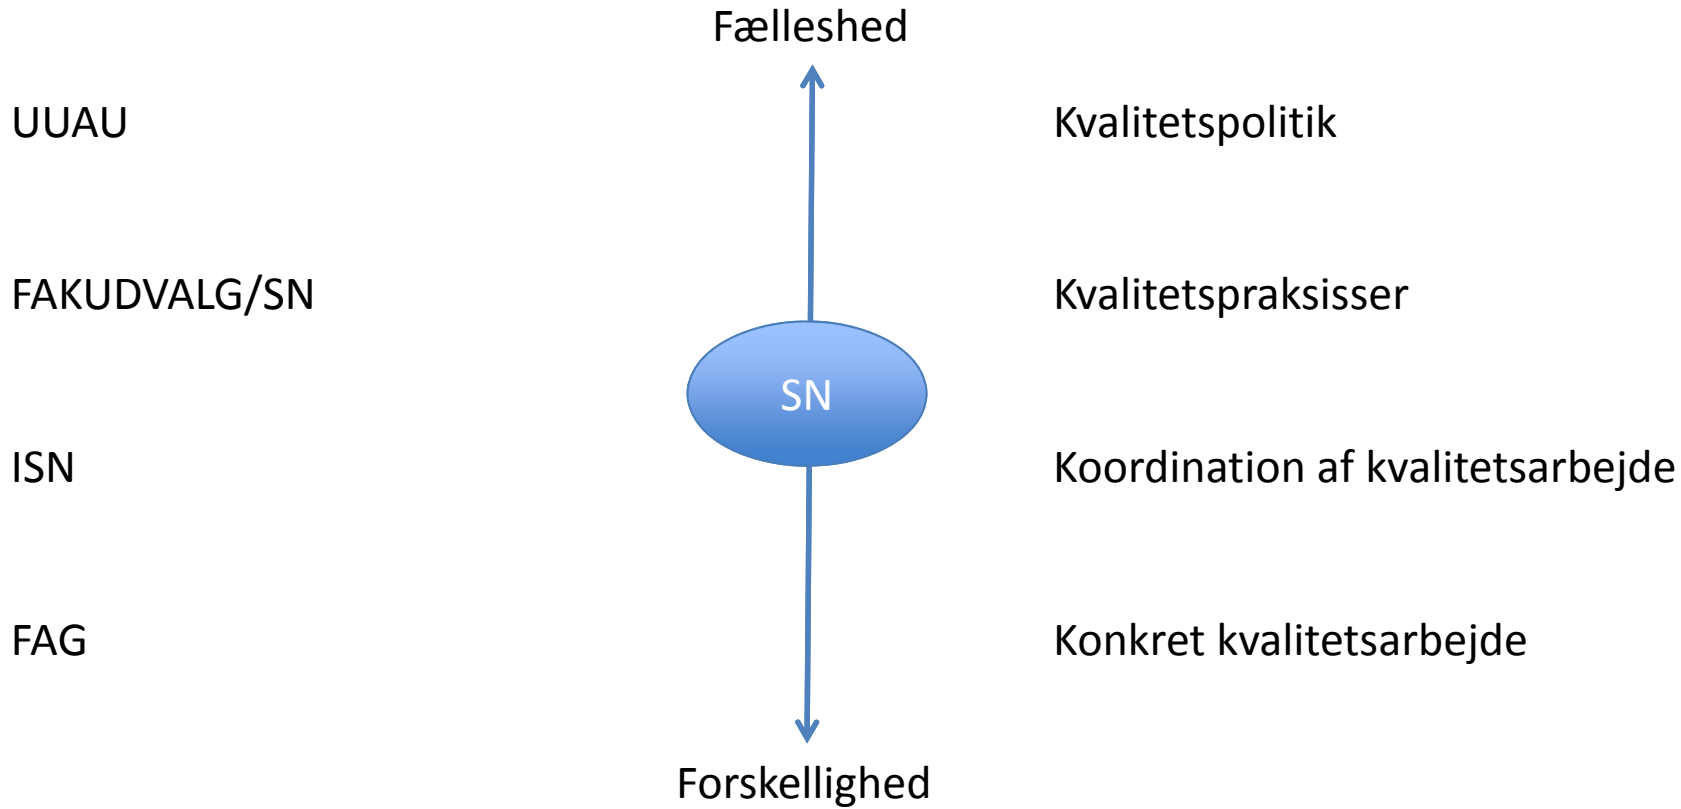 Fælleshed
UUAU
Kvalitetspolitik
FAKUDVALG/SN
Kvalitetspraksisser
SN
ISN
Koordination af kvalitetsarbejde
FAG
Konkret kvalitetsarbejde
Forskellighed